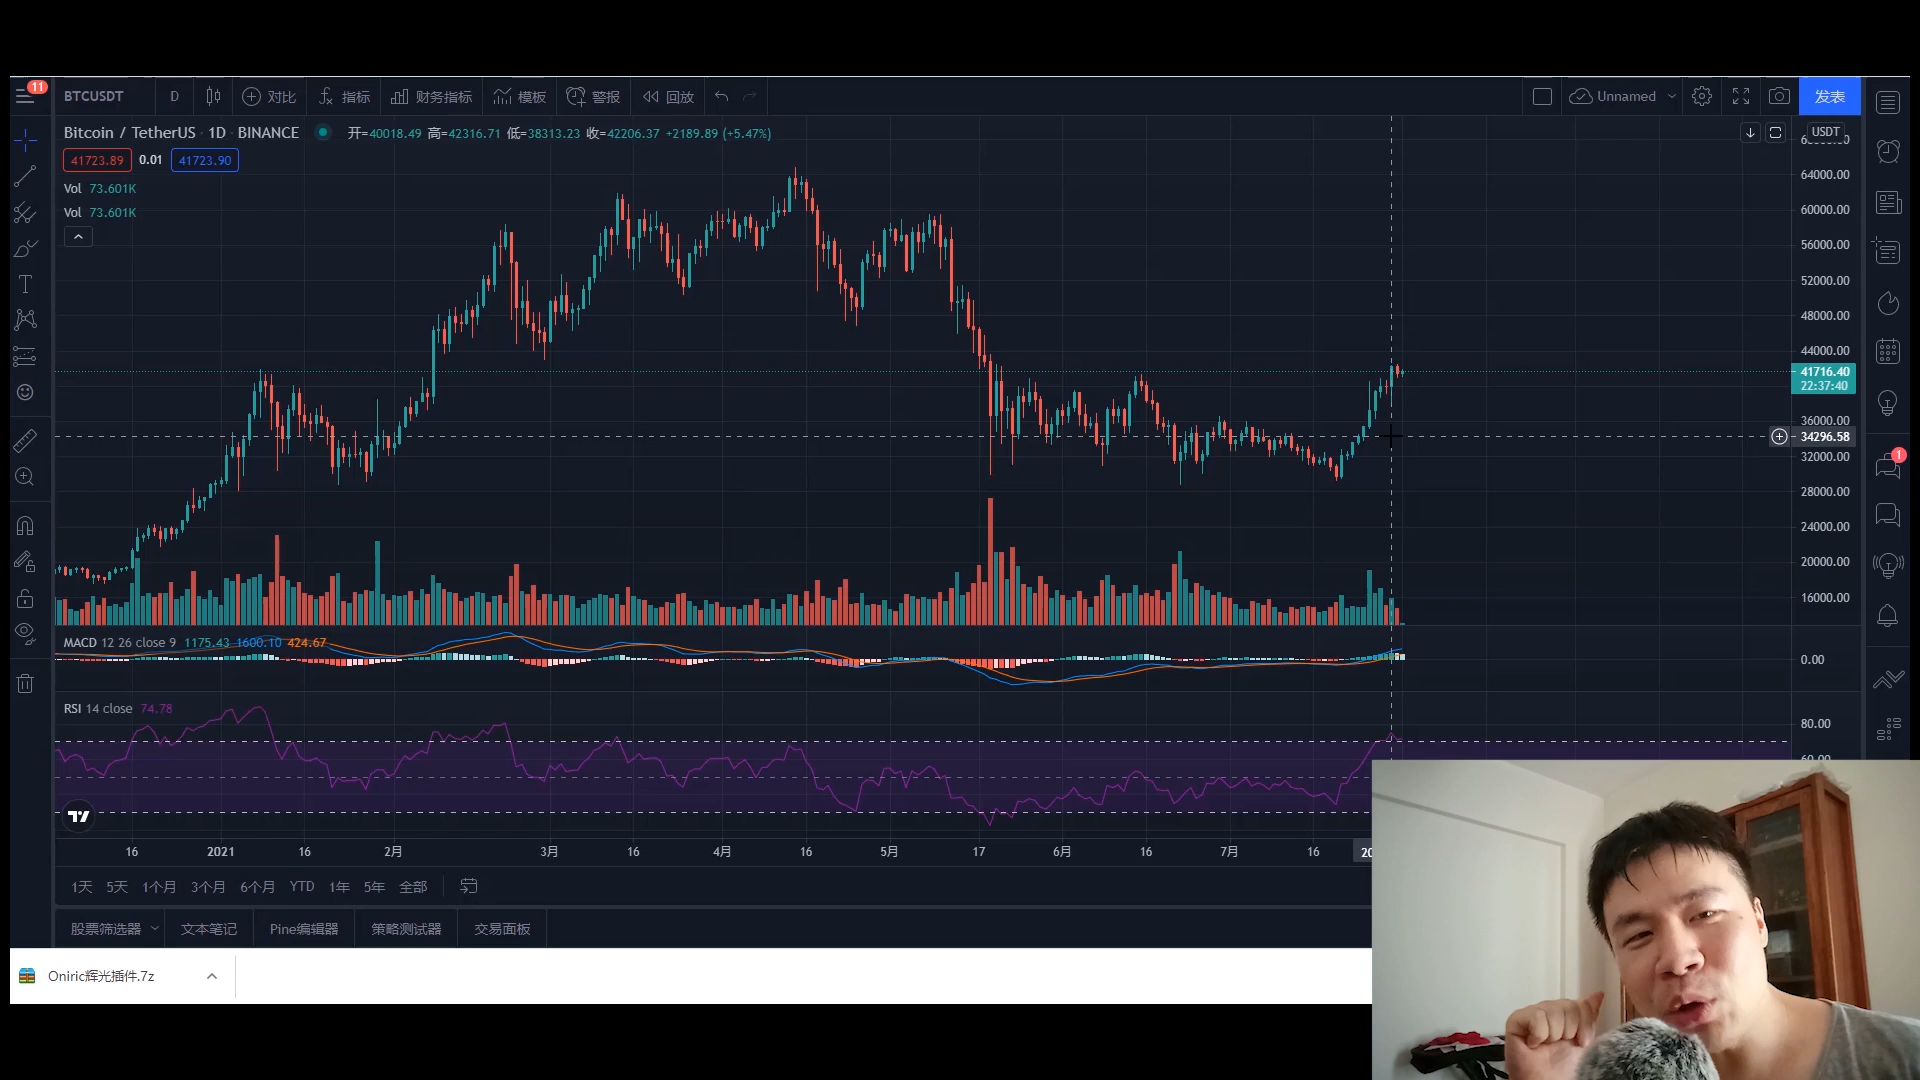 11
BTCUSDT D 对比 指标 财务指标 模板 警报 回放 Unnamed 发表
Bitcoin / TetherUS · 1D · BINANCE 开=40018.49 高=42316.71 低=38313.23 收=42206.37 +2189.89 (+5.47%)
USDT
41723.89 0.01 41723.90
Vol 73.601K
Vol 73.601K
64000.00
60000.00
56000.00
52000.00
48000.00
44000.00
41716.40
22:37:40
36000.00
34296.58
32000.00
28000.00
24000.00
20000.00
16000.00
1
MACD 12 26 close 9 1175.43 1600.10 424.67
0.00
RSI 14 close 74.78
80.00
60.00
16 2021 16 2月 3月 16 4月 16 5月 17 6月 16 7月 16 20
1天 5天 1个月 3个月 6个月 YTD 1年 5年 全部
股票筛选器 文本笔记 Pine编辑器 策略测试器 交易面板
Oniric辉光插件.7z